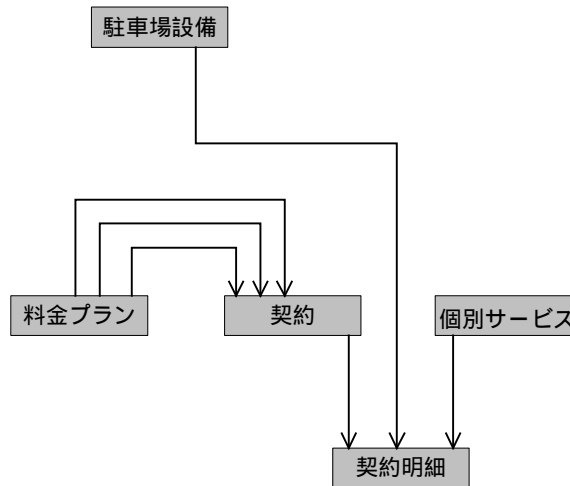 駐車場設備
料金プラン
契約
個別サービス
契約明細